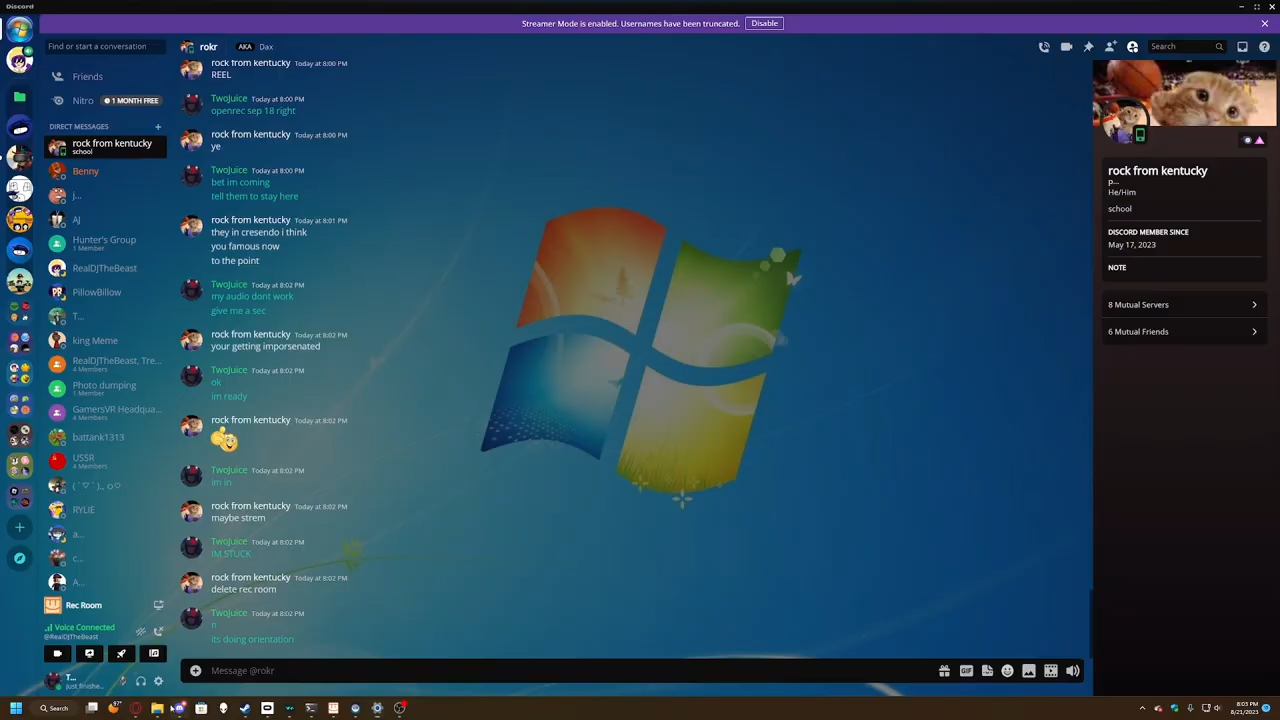 Discord
Streamer Mode is enabled. Usernames have been truncated.
Disable
Find or start a conversation
rokr
AKA
Dax
Search
Friends
Nitro
1 MONTH FREE
DIRECT MESSAGES
rock from kentucky
school
Benny
j...
AJ
Hunter's Group
1 Member
RealDJTheBeast
PillowBillow
T...
king Meme
RealDJTheBeast, Tre...
4 Members
Photo dumping
1 Member
GamersVR Headqua...
4 Members
battank1313
USSR
4 Members
RYLIE
a...
c...
A...
Rec Room
Voice Connected
@RealDJTheBeast
T...
Just finishe...
rock from kentucky Today at 8:00 PM
REEL
TwoJuice Today at 8:00 PM
openrec sep 18 right
rock from kentucky Today at 8:00 PM
ye
TwoJuice Today at 8:00 PM
bet im coming
tell them to stay here
rock from kentucky Today at 8:01 PM
they in cresendo i think
you famous now
to the point
TwoJuice Today at 8:02 PM
my audio dont work
give me a sec
rock from kentucky Today at 8:02 PM
your getting imporsenated
TwoJuice Today at 8:02 PM
ok
im ready
rock from kentucky Today at 8:02 PM
TwoJuice Today at 8:02 PM
im in
rock from kentucky Today at 8:02 PM
maybe strem
TwoJuice Today at 8:02 PM
IM STUCK
rock from kentucky Today at 8:02 PM
delete rec room
TwoJuice Today at 8:02 PM
n
its doing orientation
Message @rokr
GIF
rock from kentucky
p...
He/Him
school
DISCORD MEMBER SINCE
May 17, 2023
NOTE
8 Mutual Servers
6 Mutual Friends
Search
97°
8:03 PM
8/21/2023